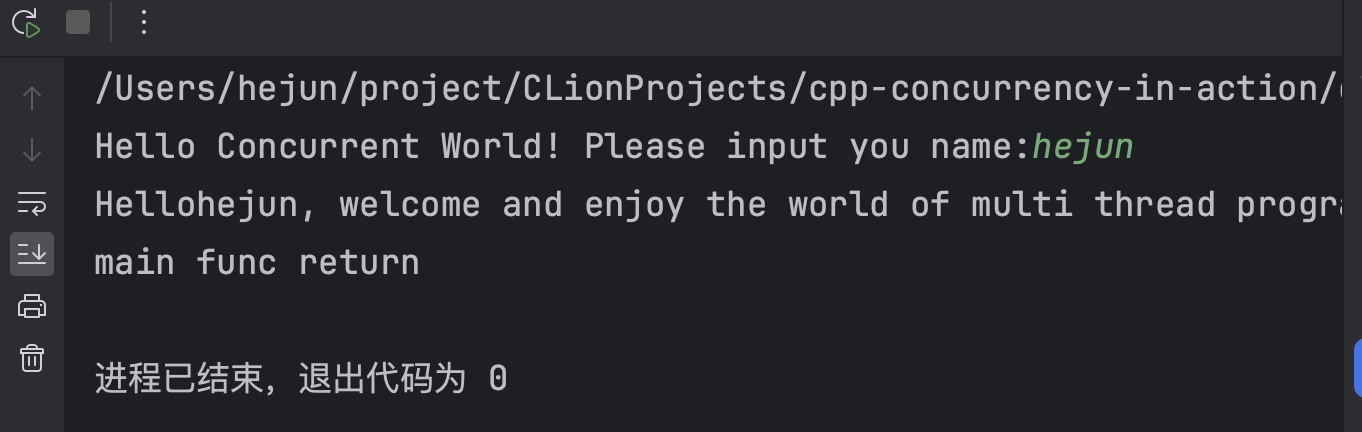 /Users/hejun/project/CLionProjects/cpp-concurrency-in-action/
Hello Concurrent World! Please input you name:hejun
Hellohejun, welcome and enjoy the world of multi thread progr
main func return
进程已结束，退出代码为 0